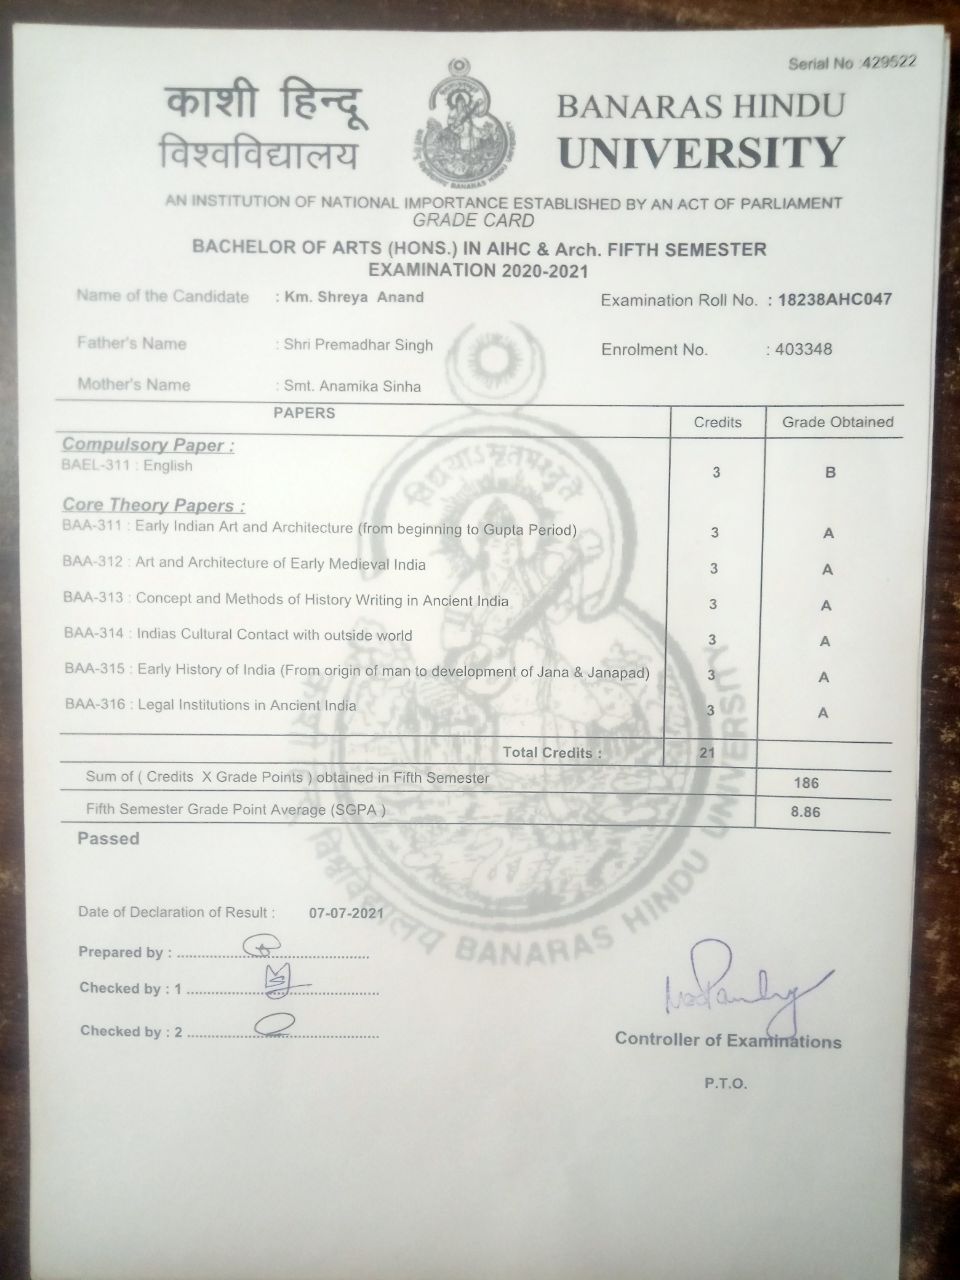 Serial No :429522
काशी हिन्दू
विश्वविद्यालय
BANARAS HINDU
UNIVERSITY
AN INSTITUTION OF NATIONAL IMPORTANCE ESTABLISHED BY AN ACT OF PARLIAMENT
GRADE CARD
BACHELOR OF ARTS (HONS.) IN AIHC & Arch. FIFTH SEMESTER
EXAMINATION 2020-2021
Name of the Candidate : Km. Shreya Anand Examination Roll No. : 18238AHC047
Father's Name : Shri Premadhar Singh Enrolment No. : 403348
Mother's Name : Smt. Anamika Sinha
PAPERS Credits Grade Obtained
Compulsory Paper :
BAEL-311 : English 3 B
Core Theory Papers :
BAA-311 : Early Indian Art and Architecture (from beginning to Gupta Period) 3 A
BAA-312 : Art and Architecture of Early Medieval India 3 A
BAA-313 : Concept and Methods of History Writing in Ancient India 3 A
BAA-314 : Indias Cultural Contact with outside world 3 A
BAA-315 : Early History of India (From origin of man to development of Jana & Janapad) 3 A
BAA-316 : Legal Institutions in Ancient India 3 A
Total Credits : 21
Sum of ( Credits X Grade Points ) obtained in Fifth Semester 186
Fifth Semester Grade Point Average (SGPA ) 8.86
Passed
Date of Declaration of Result : 07-07-2021
Prepared by :
Checked by : 1
Checked by : 2
Controller of Examinations
P.T.O.
BANARAS HINDU UNIVERSITY